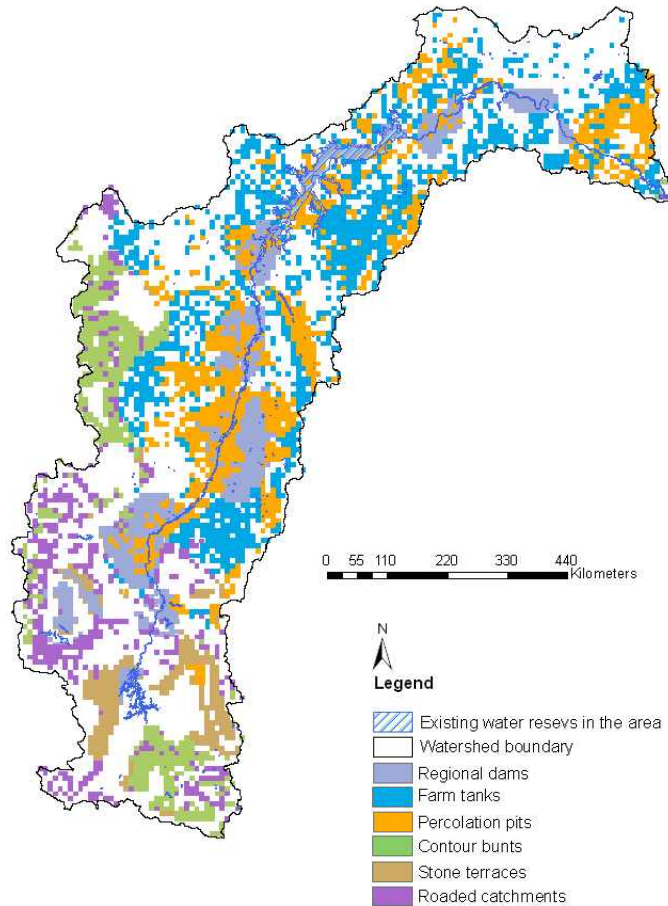 0 55 110 220 330 440
Kilometers
N
Legend
Existing water resevs in the area
Watershed boundary
Regional dams
Farm tanks
Percolation pits
Contour bunts
Stone terraces
Roaded catchments